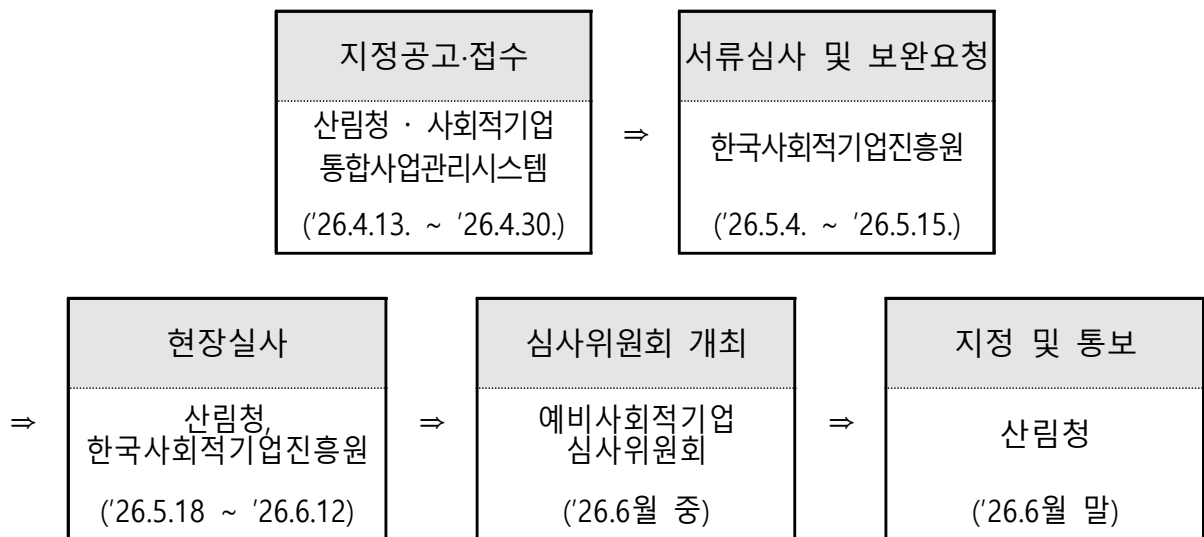 지정공고·접수
산림청 · 사회적기업
통합사업관리시스템
('26.4.13. ~ '26.4.30.)
⇒
서류심사 및 보완요청
한국사회적기업진흥원
('26.5.4. ~ '26.5.15.)
⇒
현장실사
산림청,
한국사회적기업진흥원
('26.5.18 ~ '26.6.12)
⇒
심사위원회 개최
예비사회적기업
심사위원회
('26.6월 중)
⇒
지정 및 통보
산림청
('26.6월 말)